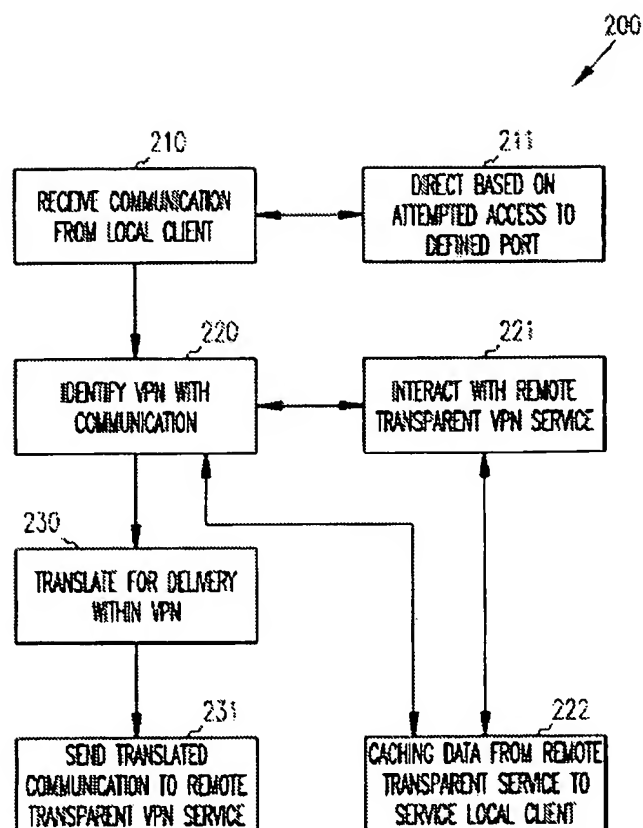 200
210
RECEIVE COMMUNICATION
FROM LOCAL CLIENT
211
DIRECT BASED ON
ATTEMPTED ACCESS TO
DEFINED PORT
220
IDENTIFY VPN WITH
COMMUNICATION
221
INTERACT WITH REMOTE
TRANSPARENT VPN SERVICE
230
TRANSLATE FOR DELIVERY
WITHIN VPN
231
SEND TRANSLATED
COMMUNICATION TO REMOTE
TRANSPARENT VPN SERVICE
222
CACHING DATA FROM REMOTE
TRANSPARENT SERVICE TO
SERVICE LOCAL CLIENT